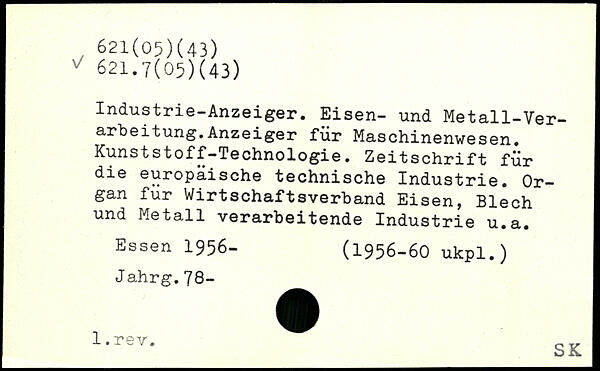 621(05)(43)
√ 621.7(05)(43)
Industrie-Anzeiger. Eisen- und Metall-Ver-
arbeitung.Anzeiger für Maschinenwesen.
Kunststoff-Technologie. Zeitschrift für
die europäische technische Industrie. Or-
gan für Wirtschaftsverband Eisen, Blech
und Metall verarbeitende Industrie u.a.
Essen 1956- (1956-60 ukpl.)
Jahrg.78-
1.rev.
SK